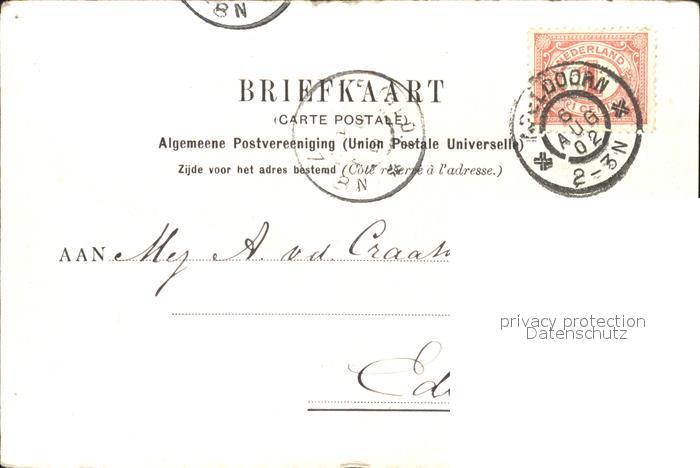 8N
NEDERLAND
BRIEFKAART
(CARTE POSTALE)
Algemeene Postvereeniging (Union Postale Universelle)
Zijde voor het adres bestemd (Côté réservé à l'adresse.)
8N
6
AUG
02
2-3N
AAN Mej A. v.d. Craats
privacy protection
Datenschutz